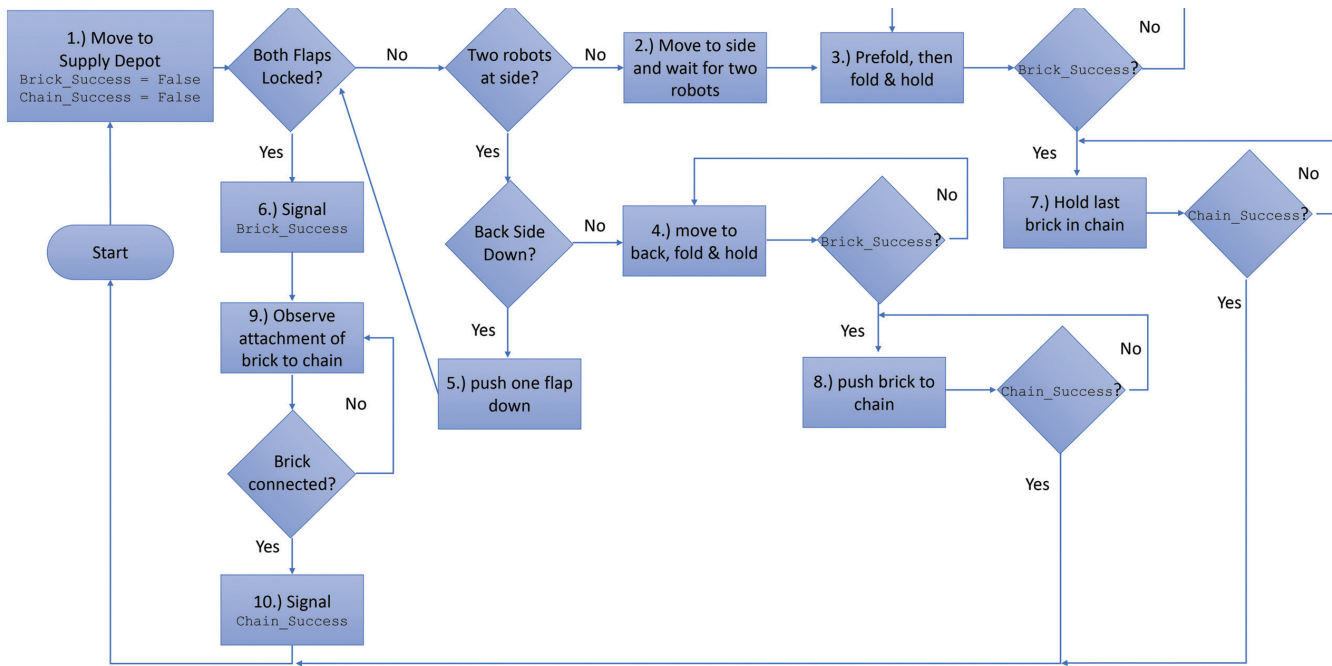 1.) Move to
Supply Depot
Brick_Success = False
Chain_Success = False
Both Flaps
Locked?
No
Two robots
at side?
No
2.) Move to side
and wait for two
robots
3.) Prefold, then
fold & hold
Brick_Success?
No
Yes
Yes
Yes
7.) Hold last
brick in chain
Chain_Success?
No
6.) Signal
Brick_Success
Start
Back Side
Down?
No
4.) move to
back, fold & hold
Brick_Success?
No
Yes
9.) Observe
attachment of
brick to chain
No
Yes
5.) push one flap
down
Yes
8.) push brick to
chain
Chain_Success?
No
Brick
connected?
Yes
Yes
10.) Signal
Chain_Success